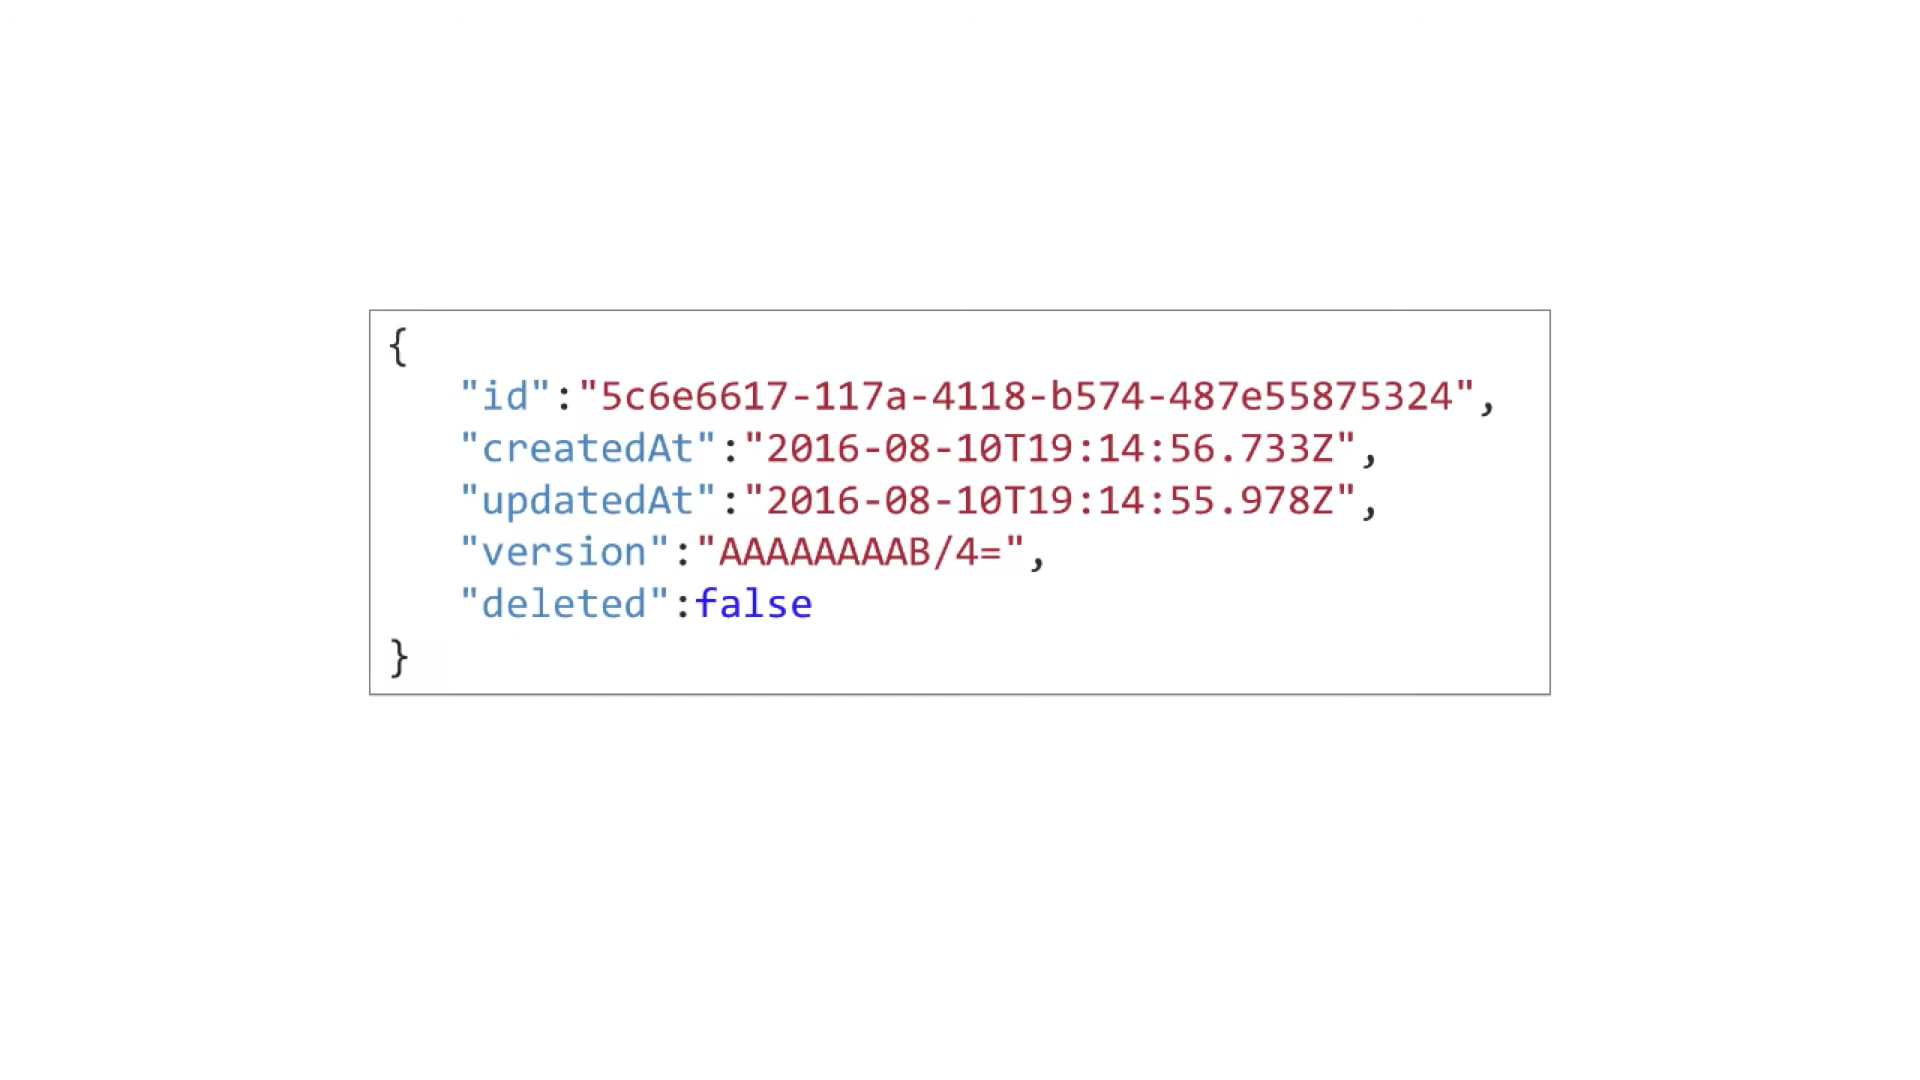 {
"id":"5c6e6617-117a-4118-b574-487e55875324",
"createdAt":"2016-08-10T19:14:56.733Z",
"updatedAt":"2016-08-10T19:14:55.978Z",
"version":"AAAAAAAAB/4=",
"deleted":false
}